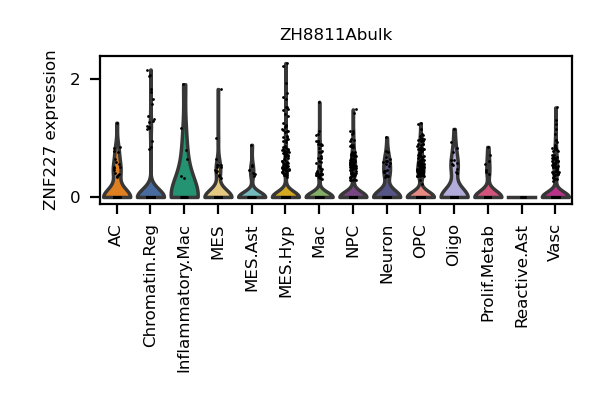 ZH8811Abulk
ZNF227 expression
2
0
AC
Chromatin.Reg
Inflammatory.Mac
MES
MES.Ast
MES.Hyp
Mac
NPC
Neuron
OPC
Oligo
Prolif.Metab
Reactive.Ast
Vasc